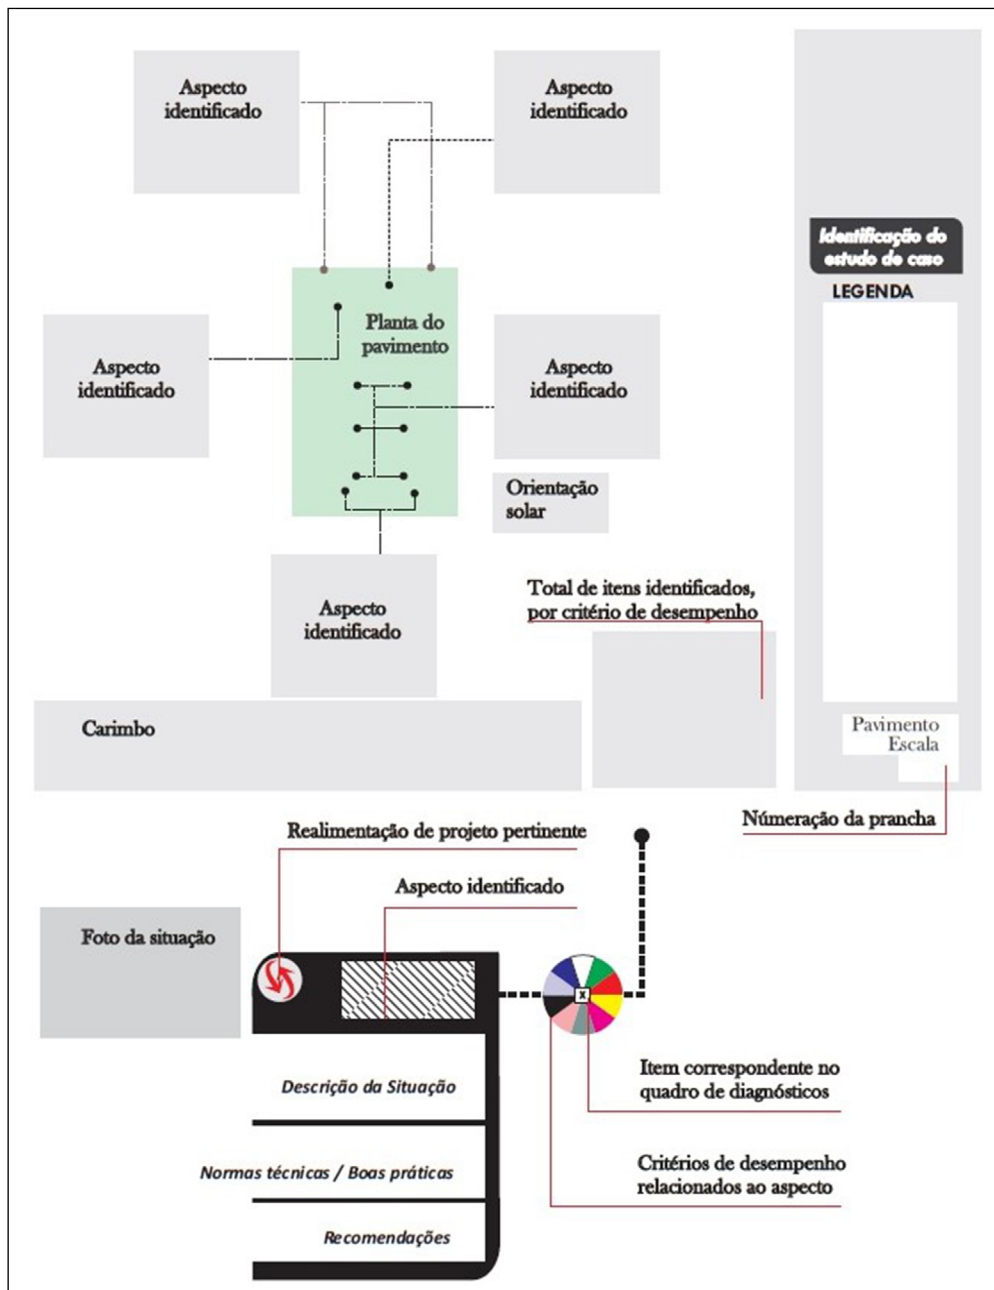 Aspecto
identificado
Aspecto
identificado
Identificação do
estudo de caso
LEGENDA
Planta do
pavimento
Aspecto
identificado
Aspecto
identificado
Orientação
solar
Aspecto
identificado
Total de itens identificados,
por critério de desempenho
Carimbo
Pavimento
Escala
Númeração da prancha
Realimentação de projeto pertinente
Aspecto identificado
Foto da situação
X
Descrição da Situação
Item correspondente no
quadro de diagnósticos
Normas técnicas / Boas práticas
Critérios de desempenho
relacionados ao aspecto
Recomendações